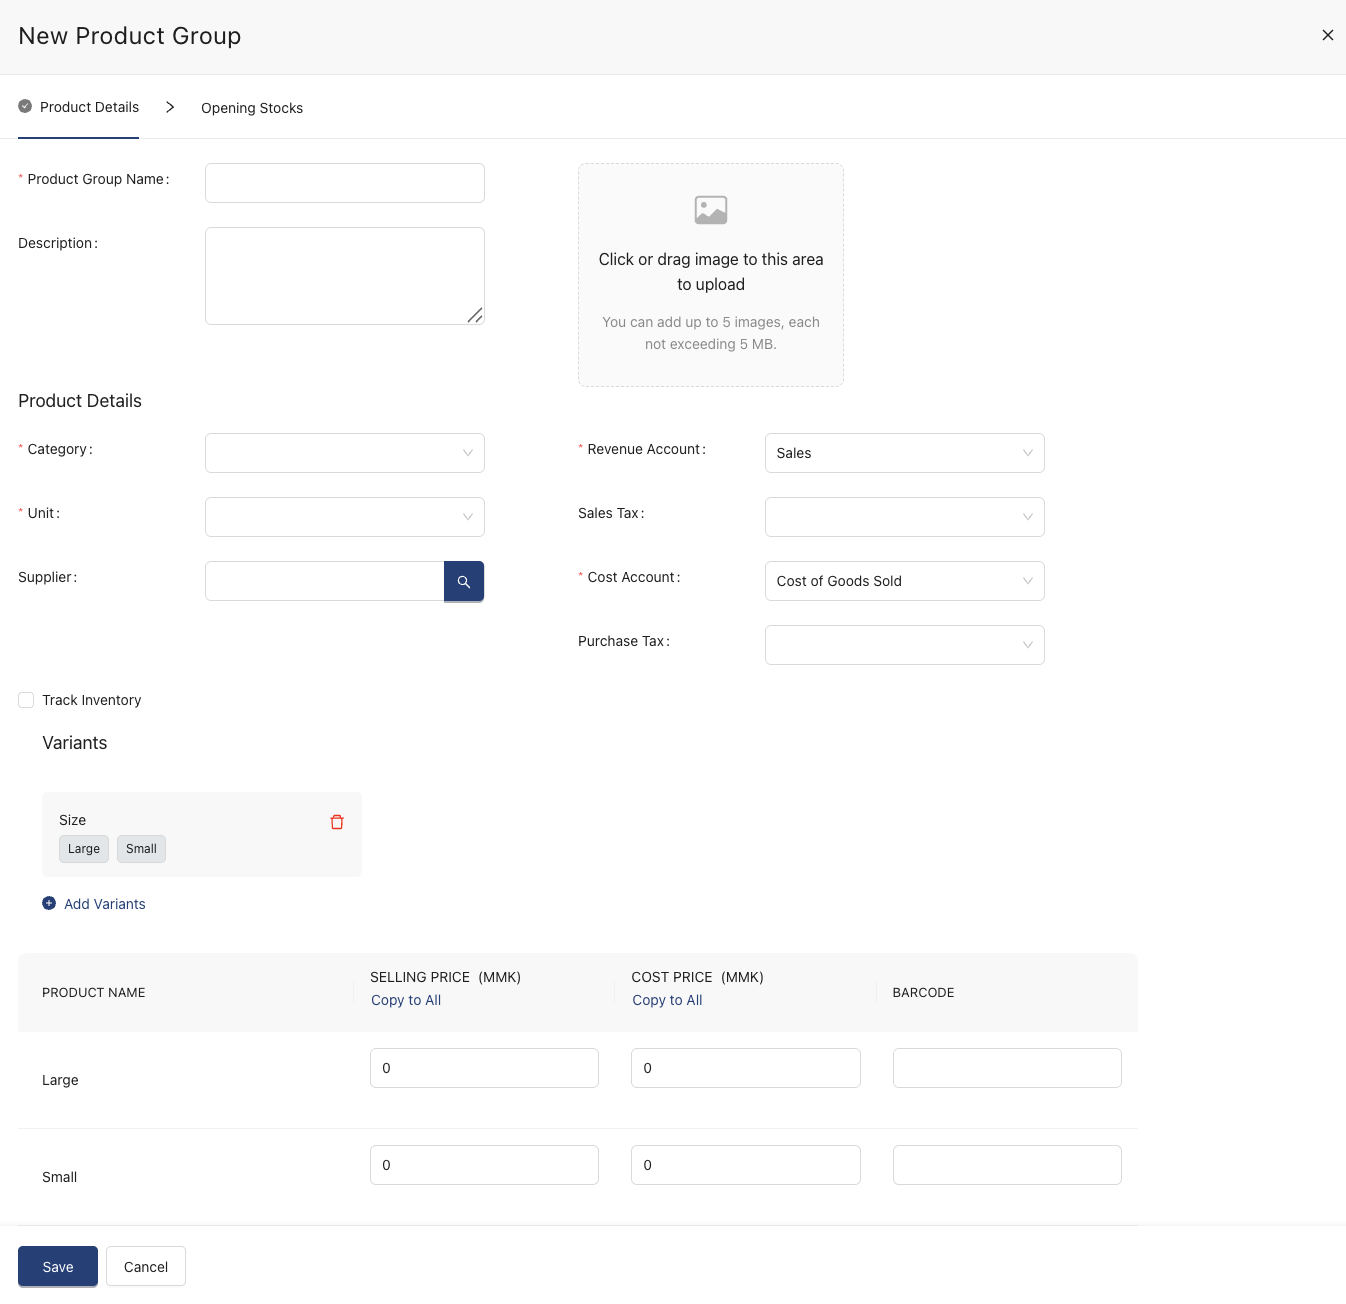 New Product Group
Product Details
Opening Stocks
* Product Group Name :
Description :
Click or drag image to this area
to upload
You can add up to 5 images, each
not exceeding 5 MB.
Product Details
* Category :
* Unit :
Supplier :
* Revenue Account :
Sales
Sales Tax :
* Cost Account :
Cost of Goods Sold
Purchase Tax :
Track Inventory
Variants
Size
Large Small
Add Variants
PRODUCT NAME
SELLING PRICE (MMK)
Copy to All
COST PRICE (MMK)
Copy to All
BARCODE
Large 0 0
Small 0 0
Save Cancel